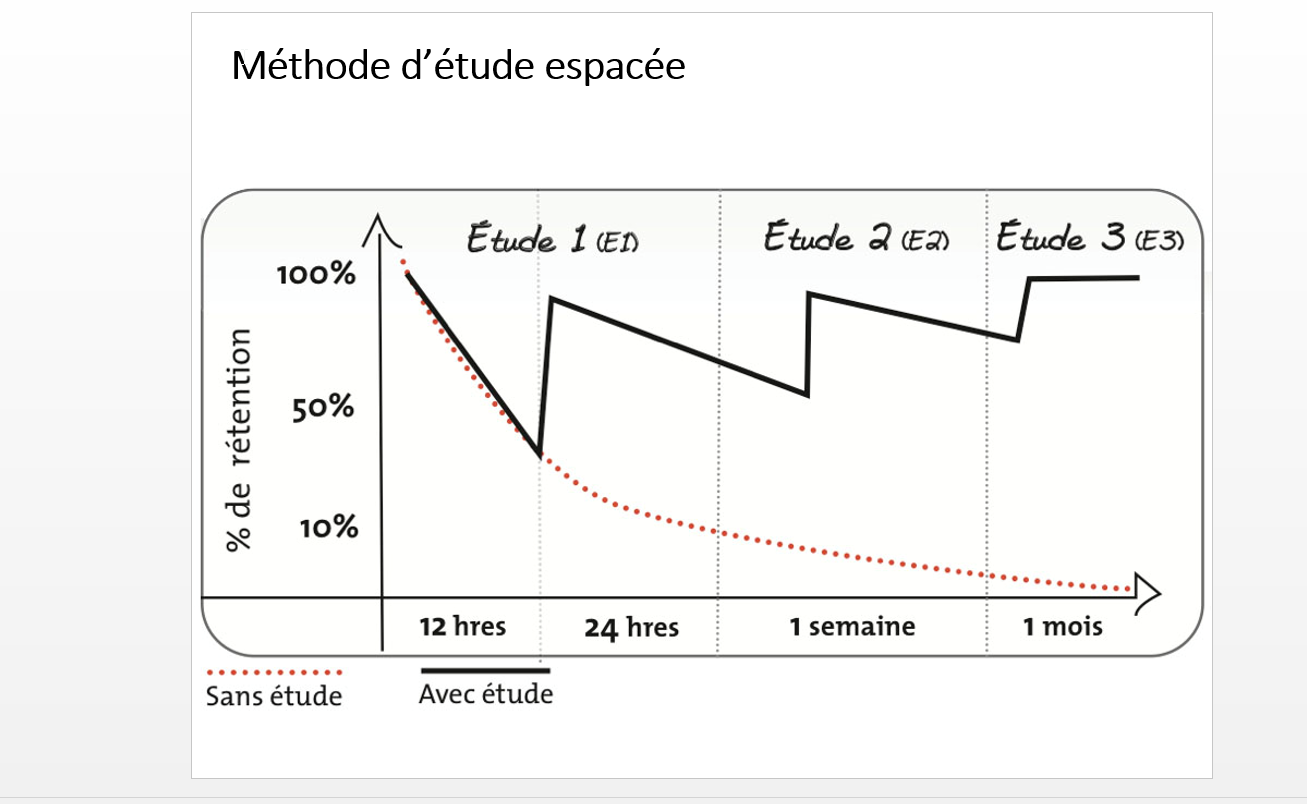 Méthode d’étude espacée
Étude 1 (E1)
Étude 2 (E2)
Étude 3 (E3)
100%
50%
10%
% de rétention
12 hres
24 hres
1 semaine
1 mois
Sans étude
Avec étude